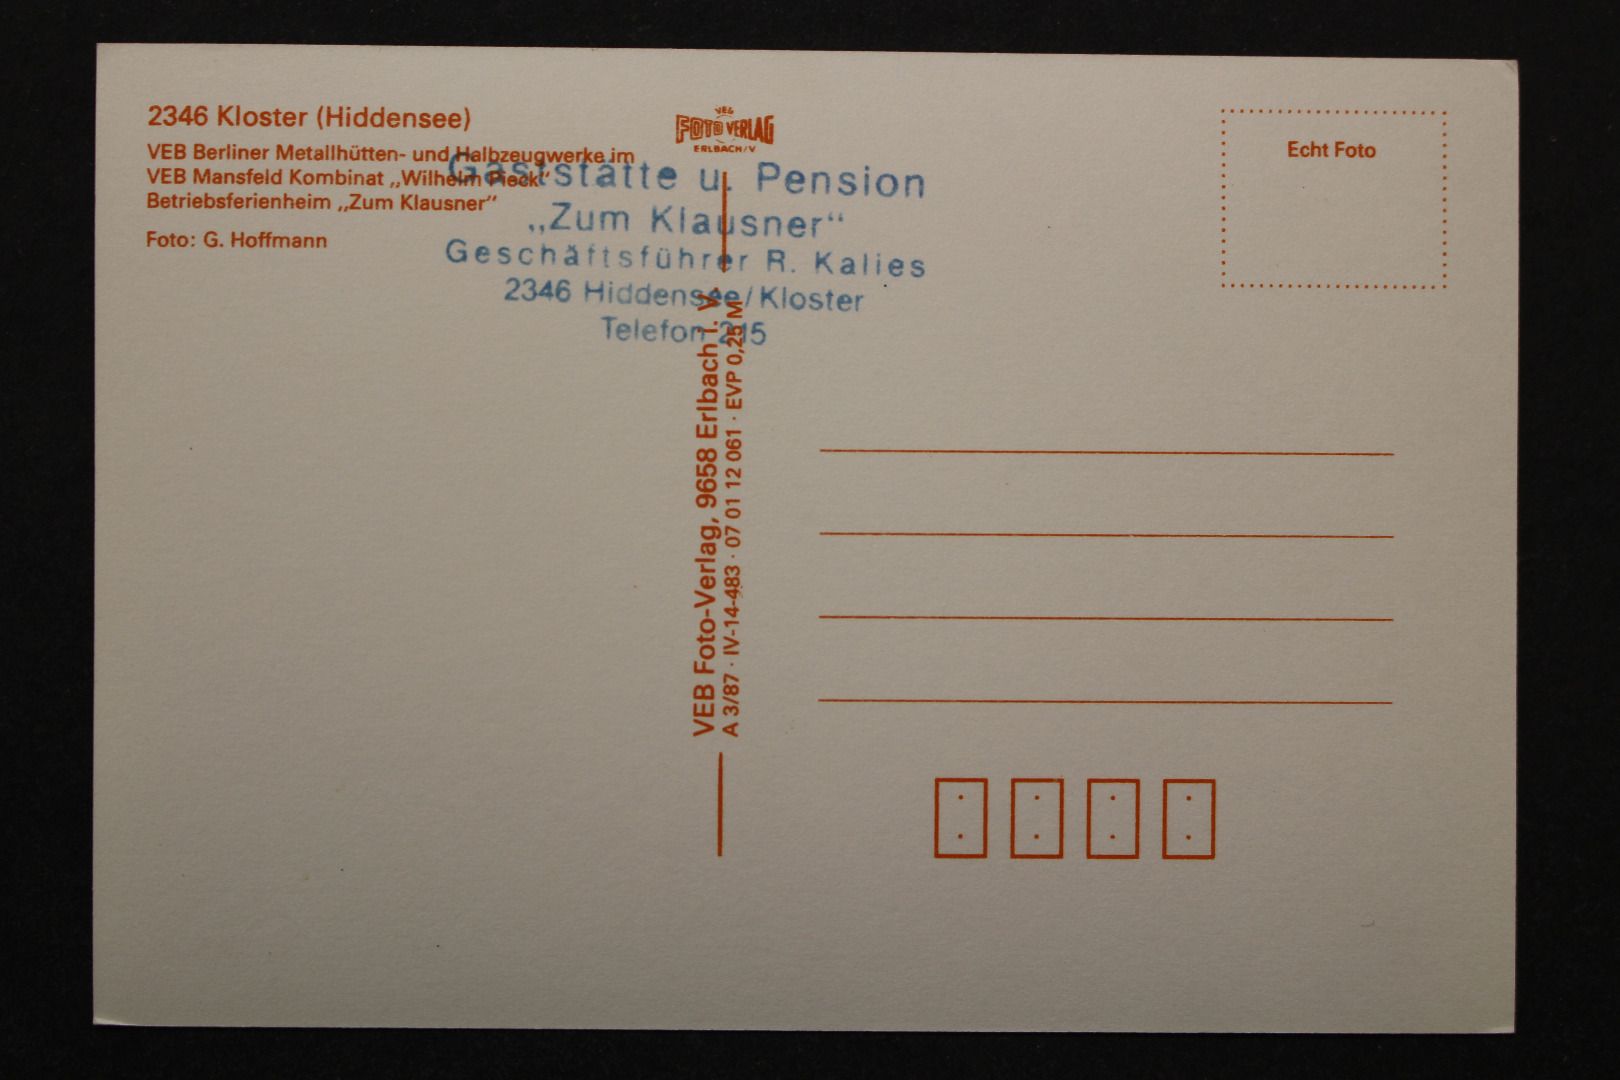 2346 Kloster (Hiddensee)
VEB Berliner Metallhütten- und Halbzeugwerke im
VEB Mansfeld Kombinat „Wilhelm Pieck“
Betriebsferienheim „Zum Klausner“
Foto: G. Hoffmann
VEB
FOTO VERLAG
ERLBACH/V
Gaststätte u. Pension
„Zum Klausner“
Geschäftsführer R. Kalies
2346 Hiddensee/Kloster
Telefon 215
VEB Foto-Verlag, 9658 Erlbach i. V.
A 3/87 · IV-14-483 · 07 01 12 061 · EVP 0,25 M
Echt Foto